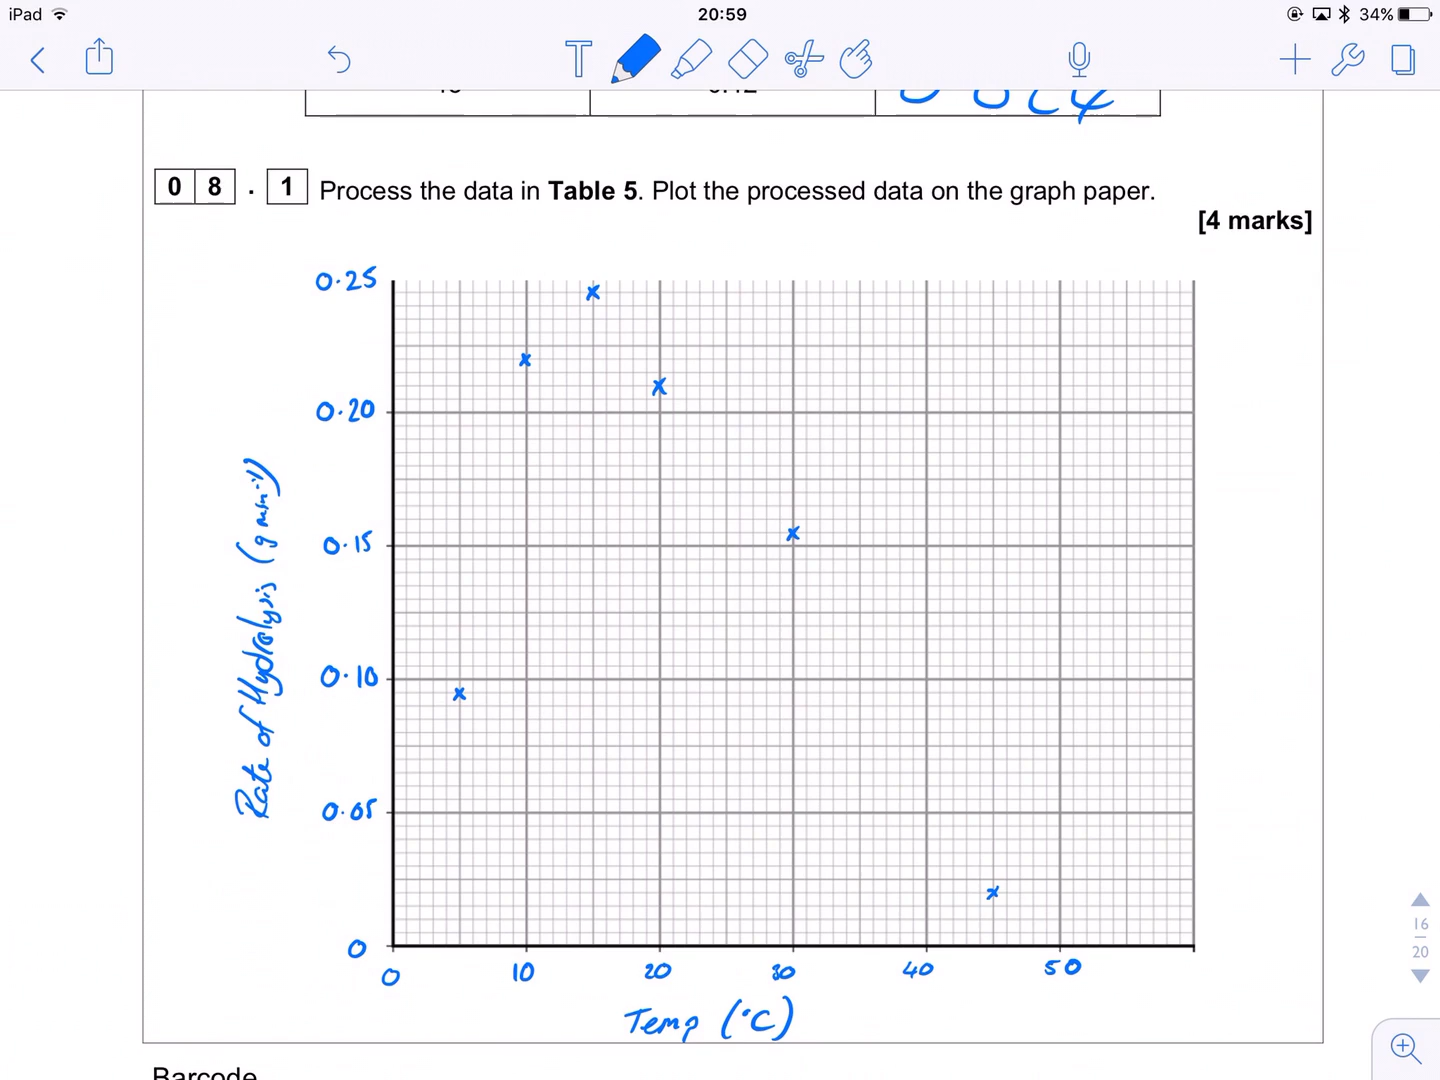 iPad
20:59
34%
0 8 . 1 Process the data in Table 5. Plot the processed data on the graph paper.
[4 marks]
0.25
0.20
0.15
0.10
0.05
0
Rate of Hydrolysis (g min⁻¹)
0 10 20 30 40 50
Temp (°C)
16
20
Barcode